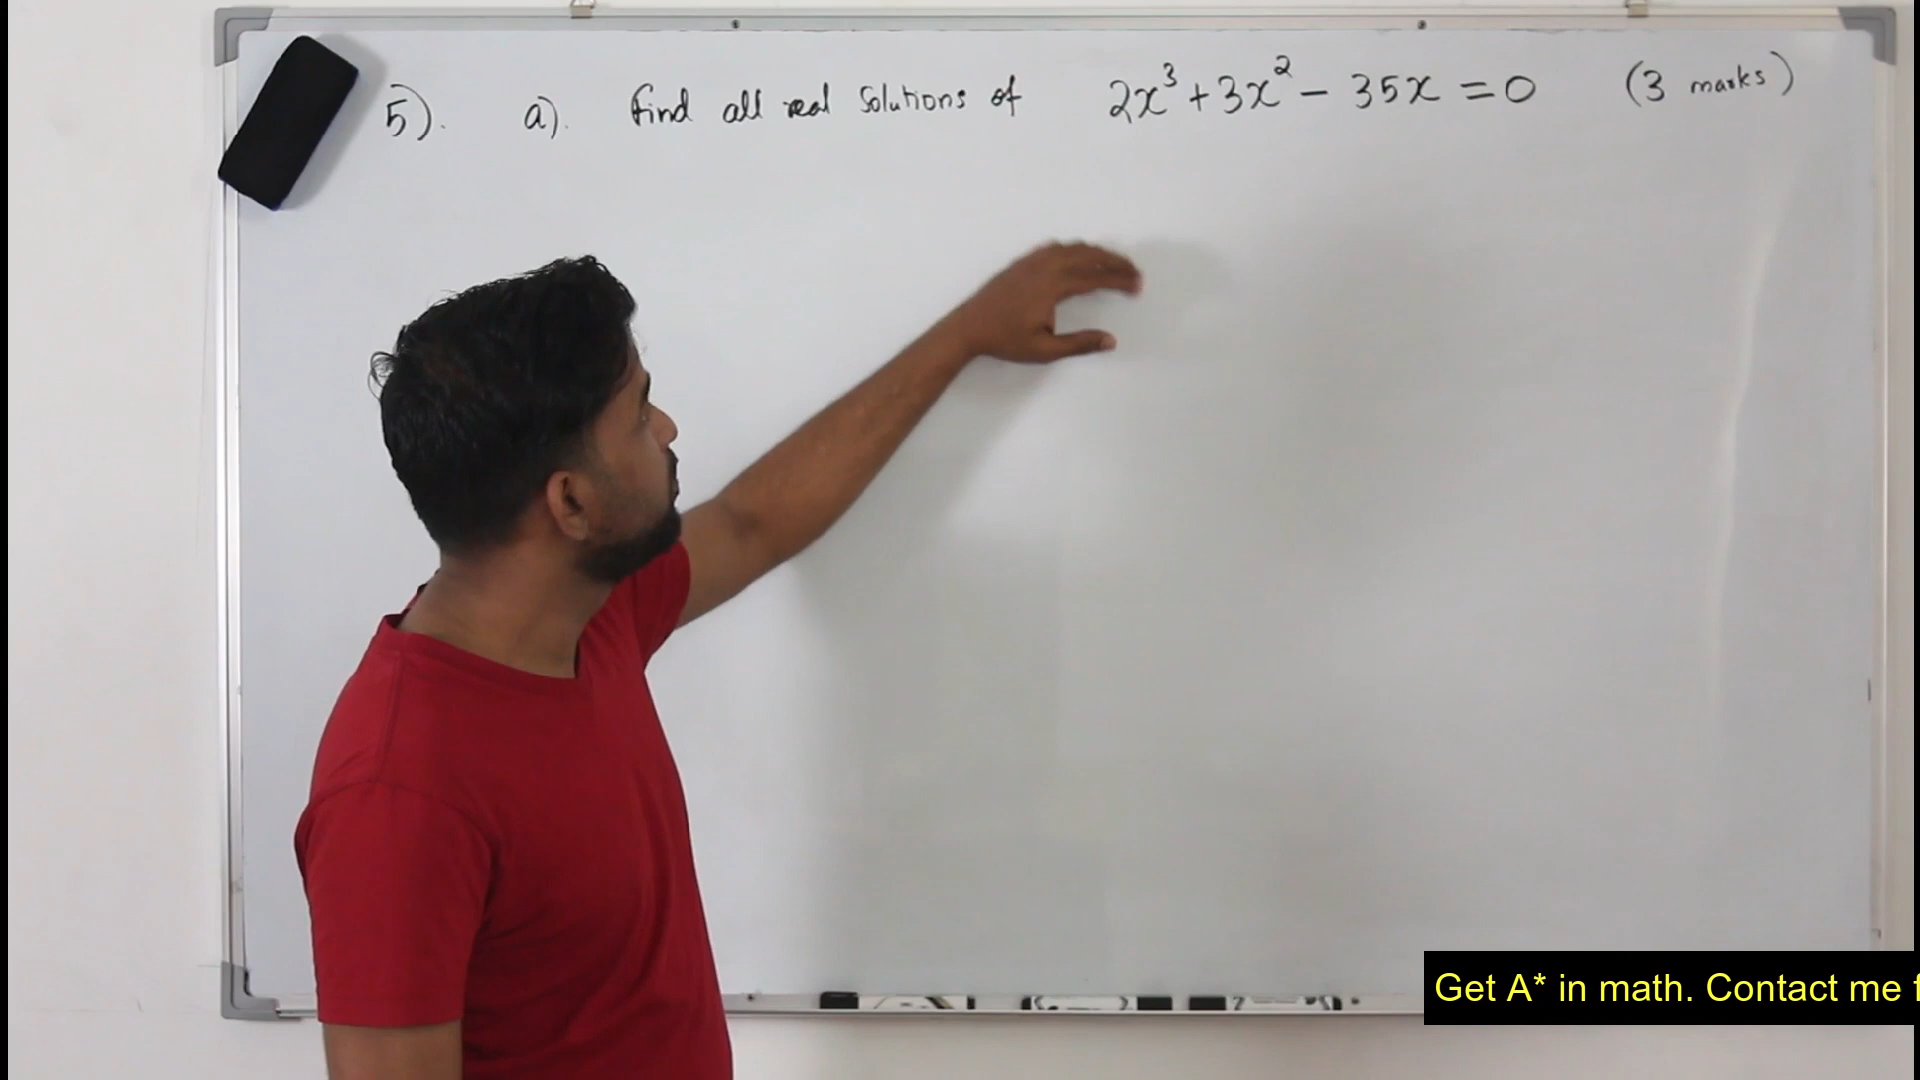 5). a). Find all real Solutions of 2x³ + 3x² - 35x = 0 (3 marks)
Get A* in math. Contact me f